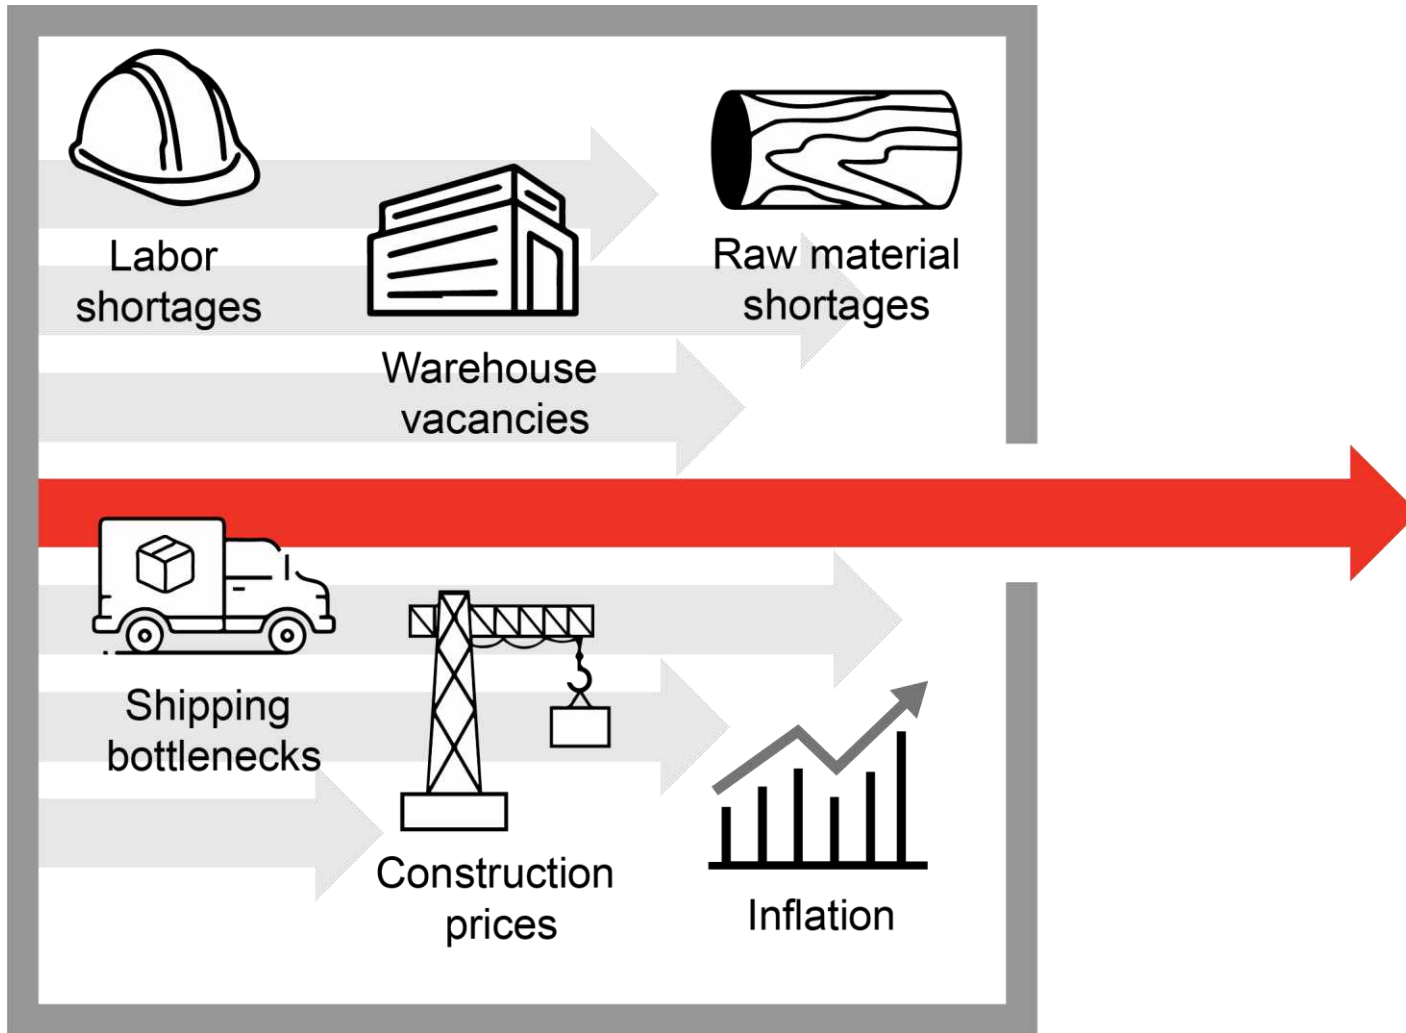 Labor
shortages
Warehouse
vacancies
Raw material
shortages
Shipping
bottlenecks
Construction
prices
Inflation